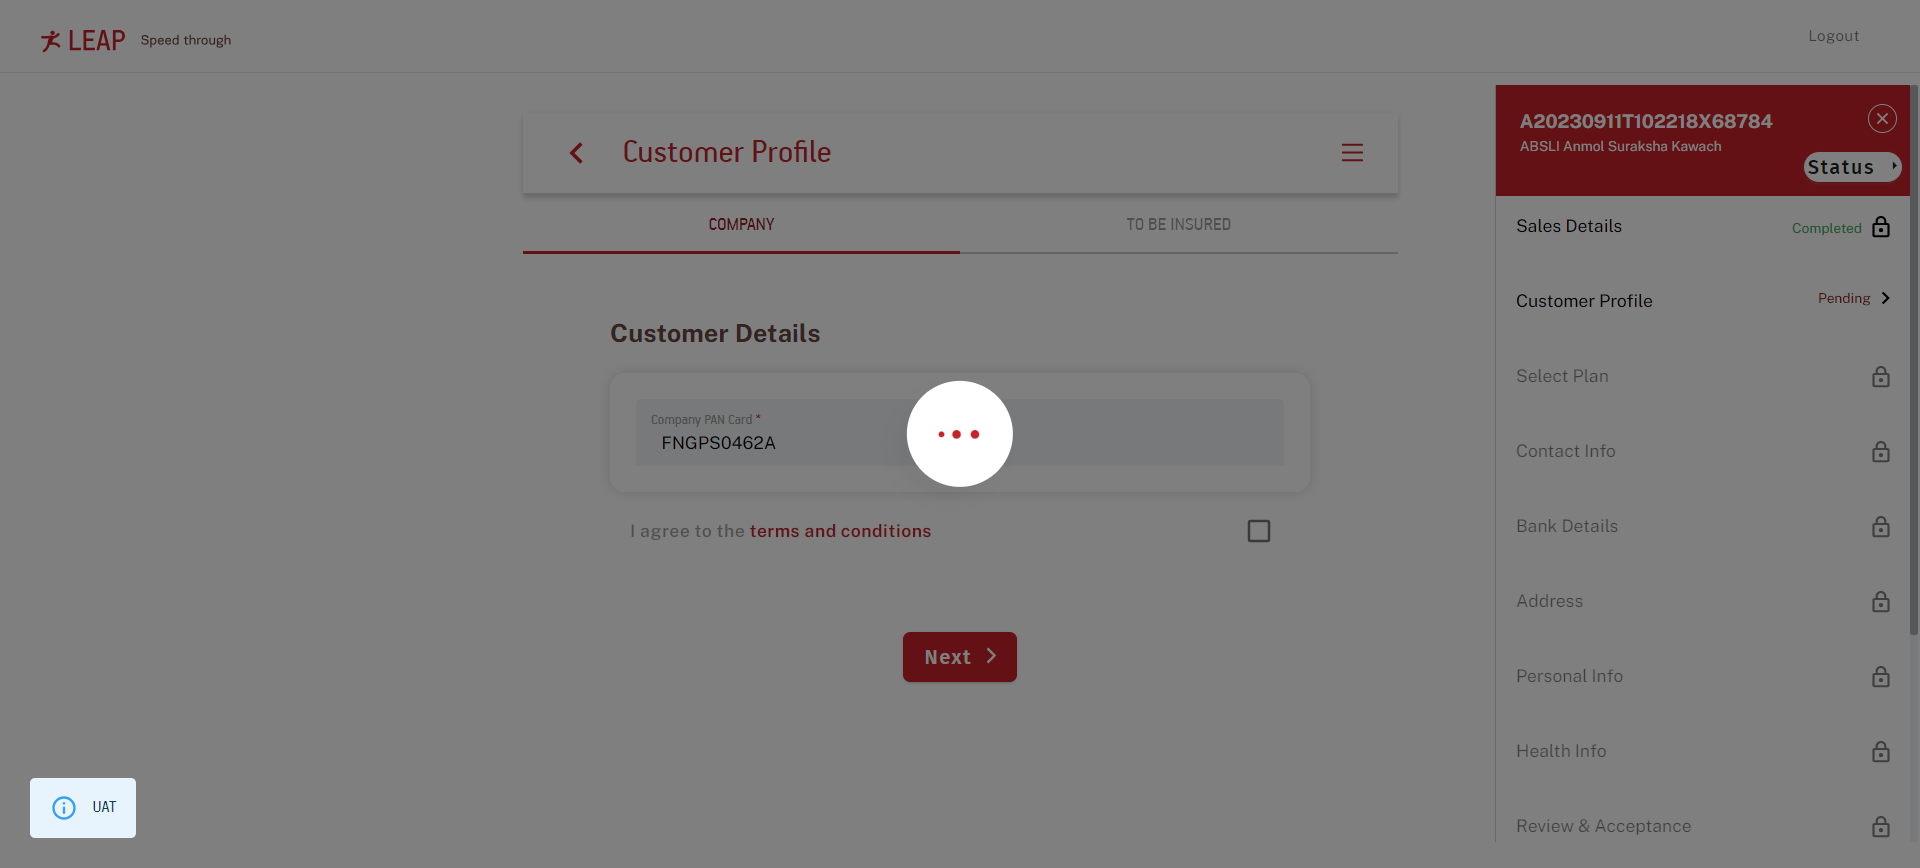 LEAP Speed through
Logout
Customer Profile
COMPANY
TO BE INSURED
Customer Details
Company PAN Card *
FNGPS0462A
I agree to the terms and conditions
Next
A20230911T102218X68784
ABSLI Anmol Suraksha Kawach
Status
Sales Details
Completed
Customer Profile
Pending
Select Plan
Contact Info
Bank Details
Address
Personal Info
Health Info
Review & Acceptance
UAT